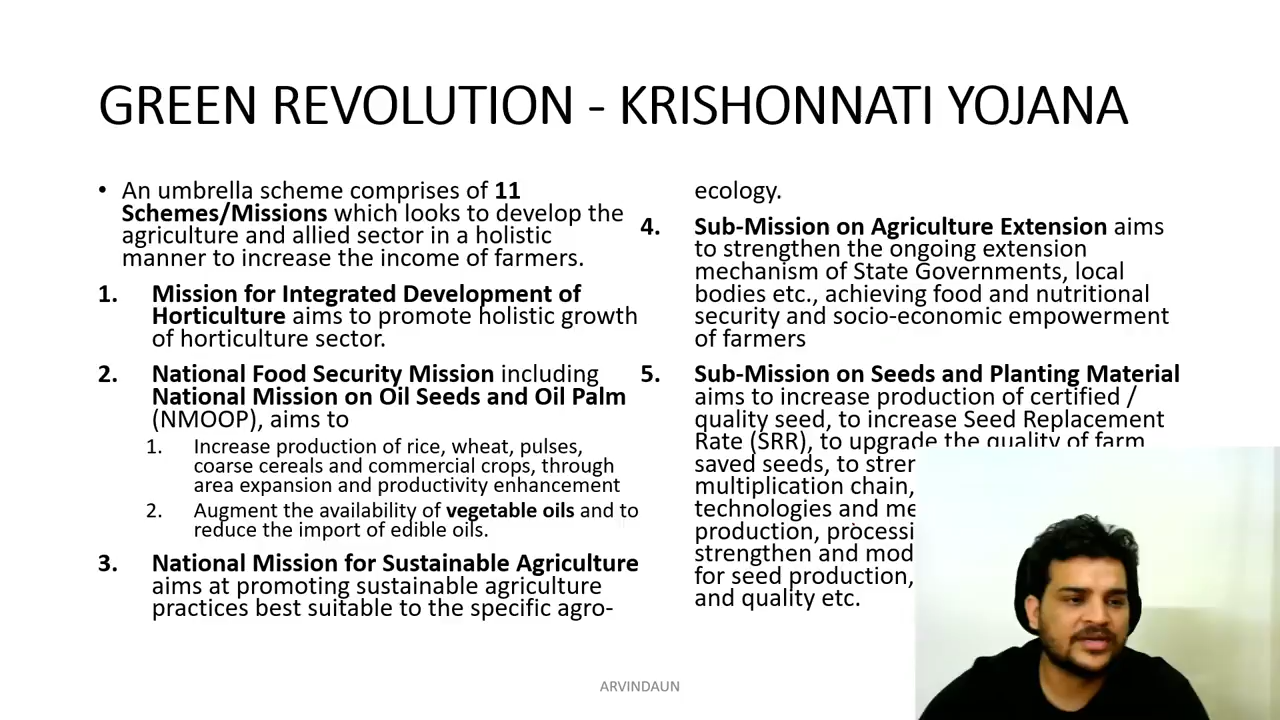 GREEN REVOLUTION - KRISHONNATI YOJANA
• An umbrella scheme comprises of 11
Schemes/Missions which looks to develop the
agriculture and allied sector in a holistic
manner to increase the income of farmers.
1. Mission for Integrated Development of
Horticulture aims to promote holistic growth
of horticulture sector.
2. National Food Security Mission including
National Mission on Oil Seeds and Oil Palm
(NMOOP), aims to
1. Increase production of rice, wheat, pulses,
coarse cereals and commercial crops, through
area expansion and productivity enhancement
2. Augment the availability of vegetable oils and to
reduce the import of edible oils.
3. National Mission for Sustainable Agriculture
aims at promoting sustainable agriculture
practices best suitable to the specific agro-
ecology.
4. Sub-Mission on Agriculture Extension aims
to strengthen the ongoing extension
mechanism of State Governments, local
bodies etc., achieving food and nutritional
security and socio-economic empowerment
of farmers
5. Sub-Mission on Seeds and Planting Material
aims to increase production of certified /
quality seed, to increase Seed Replacement
Rate (SRR), to upgrade the quality of farm
saved seeds, to
multiplication chain,
technologies and
production,
strengthen and
for seed production,
and quality etc.
ARVINDAUN